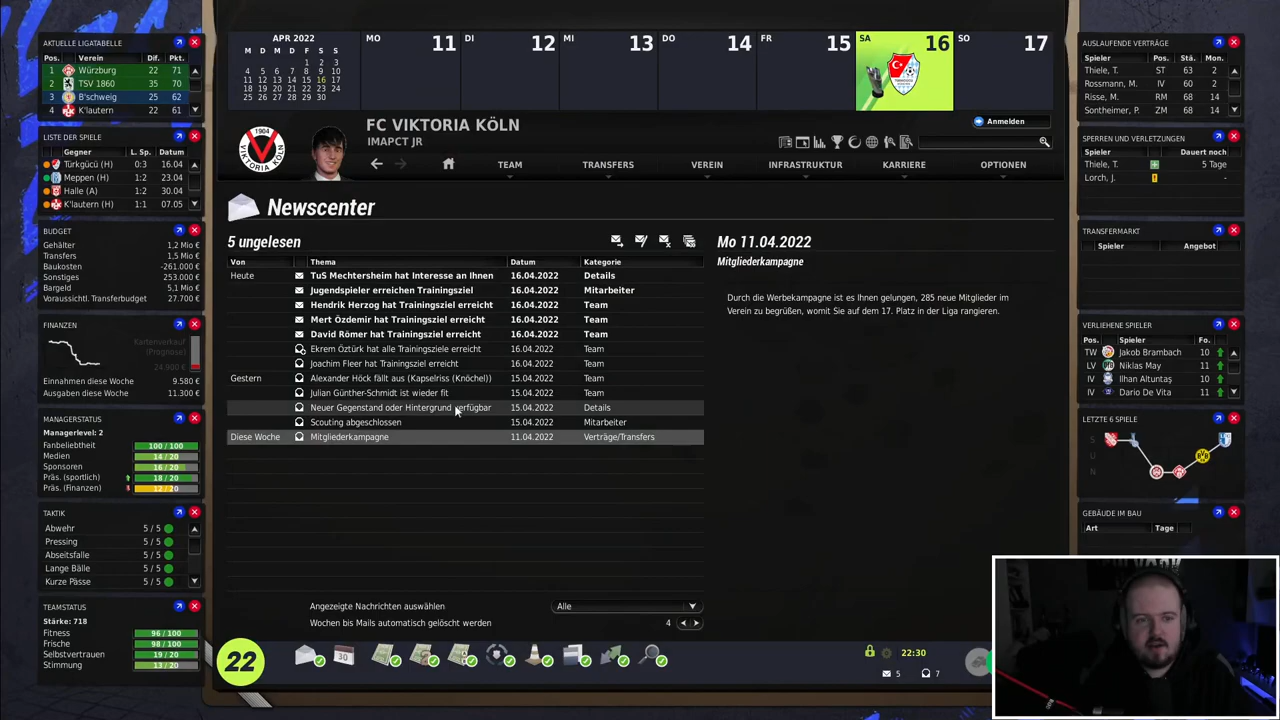 AKTUELLE LIGATABELLE
Pos. Verein Dif. Pkt.
1 Würzburg 22 71
2 TSV 1860 35 70
3 B'schweig 25 62
4 K'lautern 22 61
LISTE DER SPIELE
Gegner L. Sp. Datum
Türkgücü (H) 0:3 16.04
Meppen (H) 1:2 23.04
Halle (A) 1:2 30.04
K'lautern (H) 1:1 07.05
BUDGET
Gehälter 1,2 Mio €
Transfers 1,5 Mio €
Baukosten -261.000 €
Sonstiges 253.000 €
Bargeld 5,1 Mio €
Voraussichtl. Transferbudget 27.700 €
FINANZEN
Kartenverkauf
(Prognose)
24.900 €
Einnahmen diese Woche 9.580 €
Ausgaben diese Woche 11.300 €
MANAGERSTATUS
Managerlevel: 2
Fanbeliebtheit 100 / 100
Medien 14 / 20
Sponsoren 16 / 20
Präs. (sportlich) 18 / 20
Präs. (Finanzen)
TAKTIK
Abwehr 5 / 5
Pressing 5 / 5
Abseitsfalle 5 / 5
Lange Bälle 5 / 5
Kurze Pässe 5 / 5
TEAMSTATUS
Stärke: 718
Fitness 96 / 100
Frische 98 / 100
Selbstvertrauen 19 / 20
Stimmung 13 / 20
APR 2022
M D M D F S S
1 2 3
4 5 6 7 8 9 10
11 12 13 14 15 16 17
18 19 20 21 22 23 24
25 26 27 28 29 30
MO 11 DI 12 MI 13 DO 14 FR 15 SA 16 SO 17
1904
FC VIKTORIA KÖLN
IMAPCT JR
Anmelden
TEAM TRANSFERS VEREIN INFRASTRUKTUR KARRIERE OPTIONEN
Newscenter
5 ungelesen
Von Thema Datum Kategorie
Heute TuS Mechtersheim hat Interesse an Ihnen 16.04.2022 Details
Jugendspieler erreichen Trainingsziel 16.04.2022 Mitarbeiter
Hendrik Herzog hat Trainingsziel erreicht 16.04.2022 Team
Mert Özdemir hat Trainingsziel erreicht 16.04.2022 Team
David Römer hat Trainingsziel erreicht 16.04.2022 Team
Ekrem Öztürk hat alle Trainingsziele erreicht 16.04.2022 Team
Joachim Fleer hat Trainingsziel erreicht 16.04.2022 Team
Gestern Alexander Höck fällt aus (Kapselriss (Knöchel)) 15.04.2022 Team
Julian Günther-Schmidt ist wieder fit 15.04.2022 Team
Neuer Gegenstand oder Hintergrund verfügbar 15.04.2022 Details
Scouting abgeschlossen 15.04.2022 Mitarbeiter
Diese Woche Mitgliederkampagne 11.04.2022 Verträge/Transfers
Angezeigte Nachrichten auswählen Alle
Wochen bis Mails automatisch gelöscht werden 4
Mo 11.04.2022
Mitgliederkampagne
Durch die Werbekampagne ist es Ihnen gelungen, 285 neue Mitglieder im
Verein zu begrüßen, womit Sie auf dem 17. Platz in der Liga rangieren.
22
30
22:30
5 7
AUSLAUFENDE VERTRÄGE
Spieler Pos. Stä. Mon.
Thiele, T. ST 63 2
Rossmann, M. IV 60 2
Risse, M. RM 68 14
Sontheimer, P. ZM 68 14
SPERREN UND VERLETZUNGEN
Spieler Dauert noch
Thiele, T. 5 Tage
Lorch, J. -
TRANSFERMARKT
Spieler Angebot
VERLIEHENE SPIELER
Pos. Spieler Fo.
TW Jakob Brambach 10
LV Niklas May 11
IV Ilhan Altuntaş 10
IV Dario De Vita 11
LETZTE 6 SPIELE
S
U
N
GEBÄUDE IM BAU
Art Tage